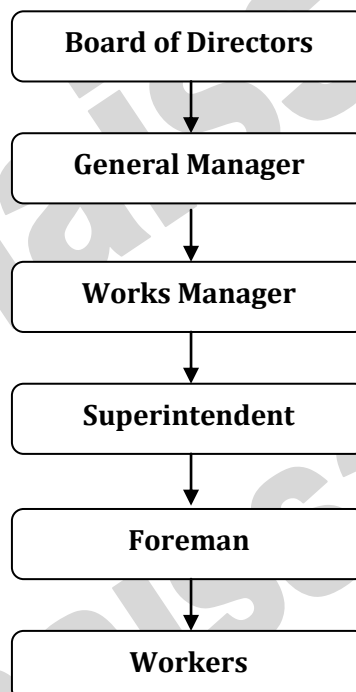 Board of Directors
General Manager
Works Manager
Superintendent
Foreman
Workers